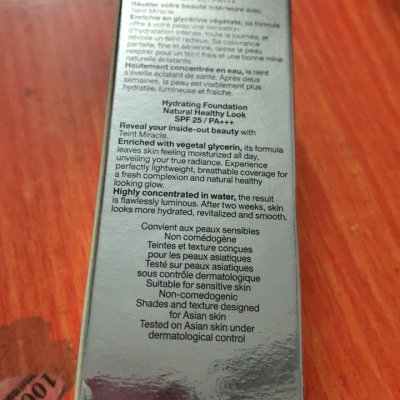 Révéler votre beauté intérieure avec
Teint Miracle.
Enrichie en glycérine végétale, sa formule
offre à votre peau une sensation
d'hydratation intense, toute la journée, et
dévoile un teint radieux. Sa couvrance
parfaite, fine et aérienne, laisse la peau
respirer pour un teint frais et une bonne mine
naturelle éclatante.
Hautement concentrée en eau, le teint
s'éveille éclatant de santé. Après deux
semaines, la peau est visiblement plus
hydratée, lumineuse et fraîche.
Hydrating Foundation
Natural Healthy Look
SPF 25 / PA+++
Reveal your inside-out beauty with
Teint Miracle.
Enriched with vegetal glycerin, its formula
leaves skin feeling moisturized all day,
unveiling your true radiance. Experience
perfectly lightweight, breathable coverage for
a fresh complexion and natural healthy
looking glow.
Highly concentrated in water, the result
is flawlessly luminous. After two weeks, skin
looks more hydrated, revitalized and smooth.
Convient aux peaux sensibles
Non comédogène
Teintes et texture conçues
pour les peaux asiatiques
Testé sur peaux asiatiques
sous contrôle dermatologique
Suitable for sensitive skin
Non-comedogenic
Shades and texture designed
for Asian skin
Tested on Asian skin under
dermatological control
100